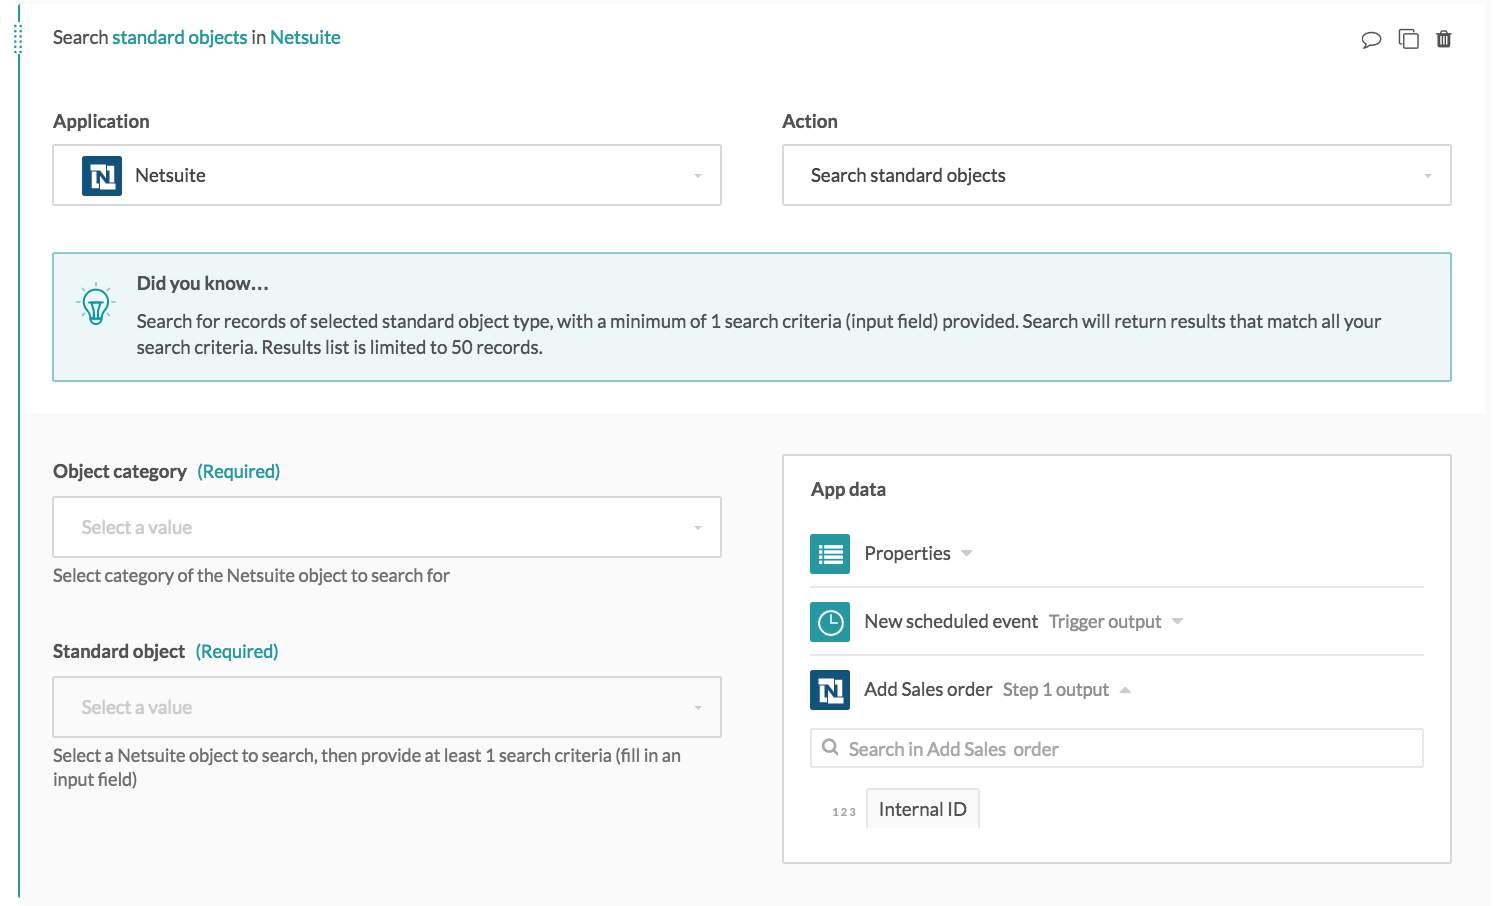 Search standard objects in Netsuite
Application
Action
Netsuite
Search standard objects
Did you know...
Search for records of selected standard object type, with a minimum of 1 search criteria (input field) provided. Search will return results that match all your
search criteria. Results list is limited to 50 records.
Object category (Required)
Select a value
Select category of the Netsuite object to search for
Standard object (Required)
Select a value
Select a Netsuite object to search, then provide at least 1 search criteria (fill in an
input field)
App data
Properties
New scheduled event Trigger output
N Add Sales order Step 1 output
Search in Add Sales order
123 Internal ID